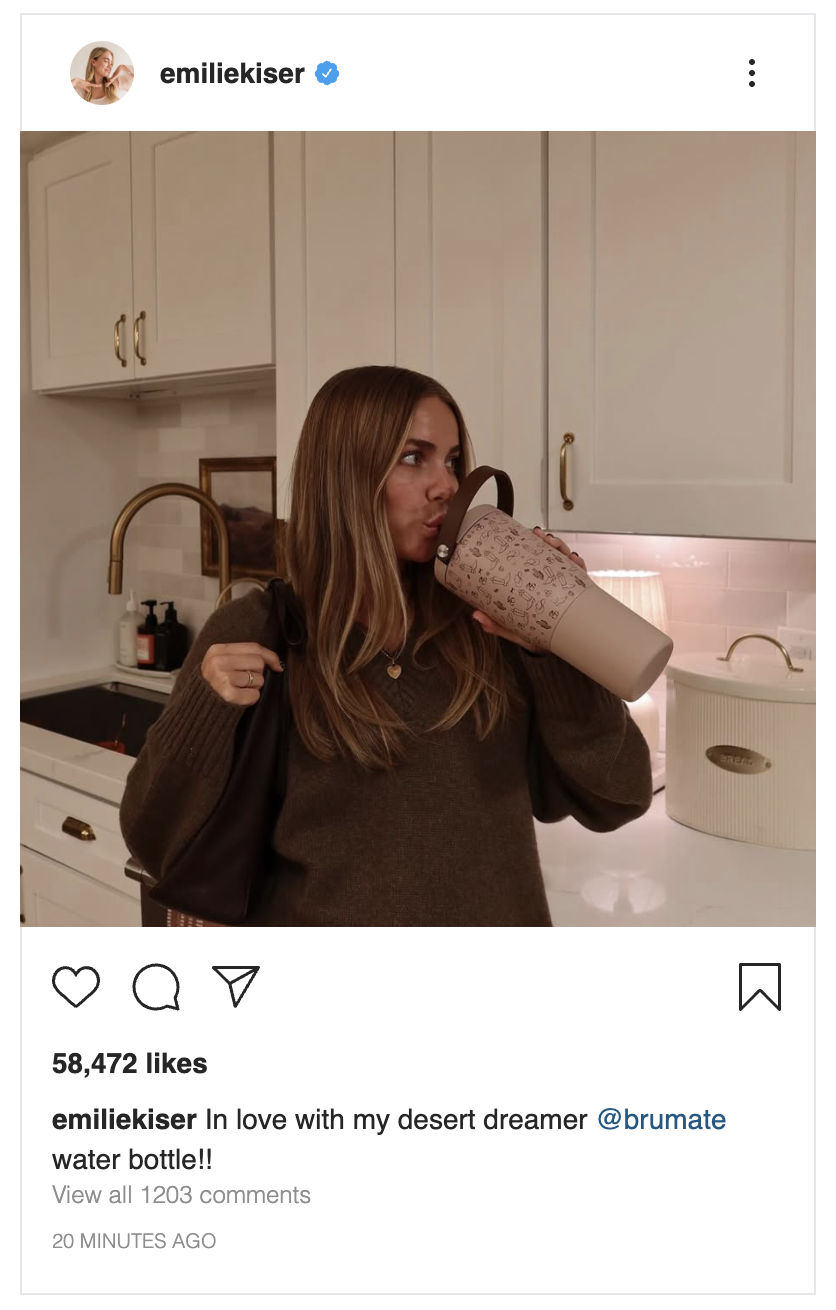 emiliekiser
BREAD
58,472 likes
emiliekiser In love with my desert dreamer @brumate
water bottle!!
View all 1203 comments
20 MINUTES AGO